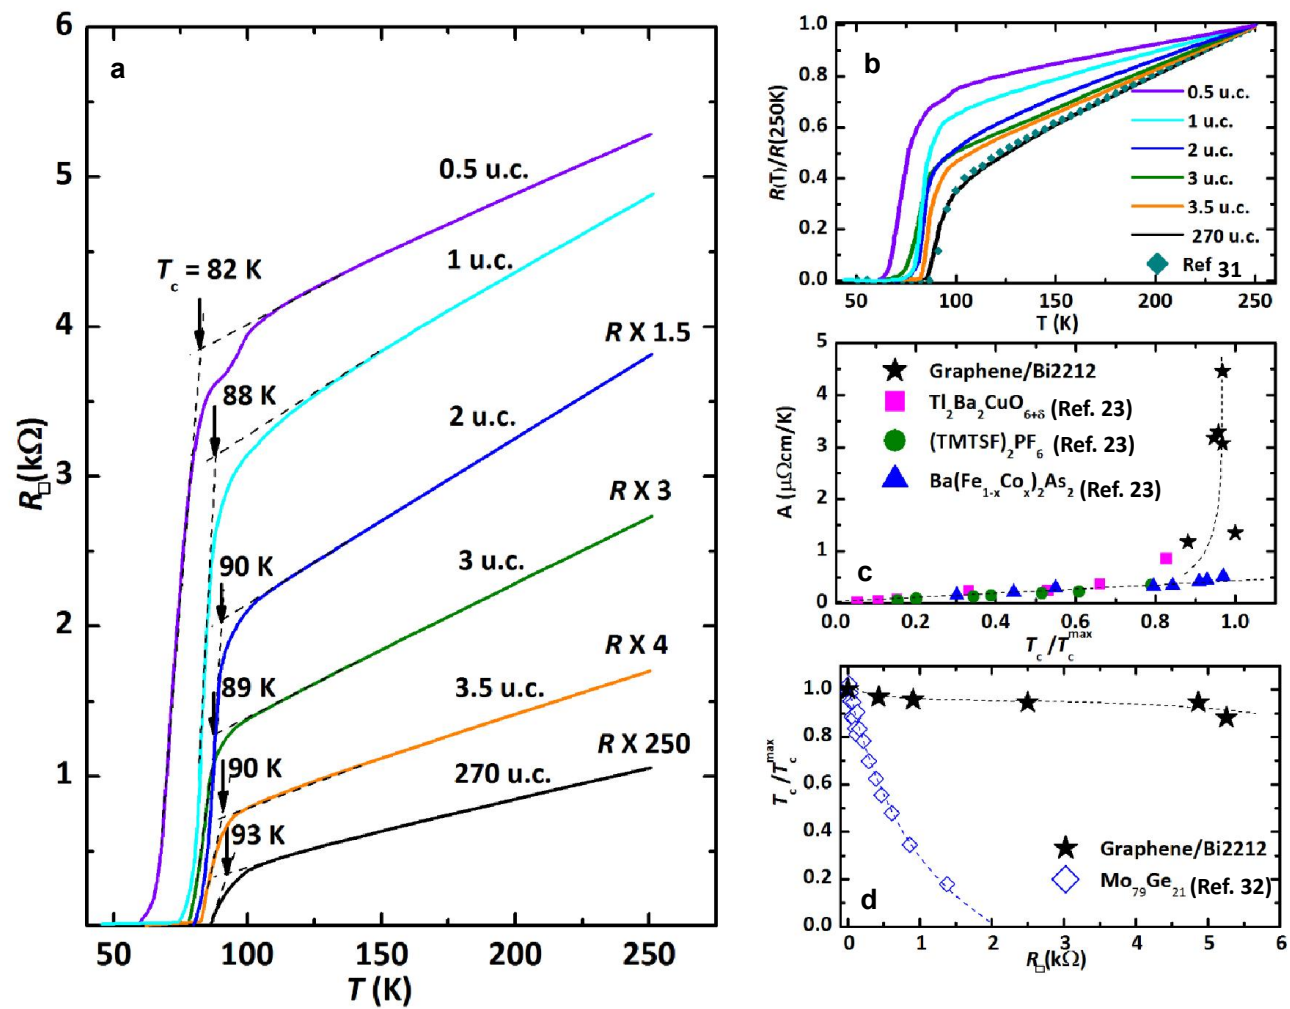 a
6
5
4
3
2
1
R□(kΩ)
50
100
150
200
250
T (K)
0.5 u.c.
T_c = 82 K
1 u.c.
R X 1.5
88 K
2 u.c.
R X 3
90 K
3 u.c.
R X 4
89 K
3.5 u.c.
R X 250
90 K
270 u.c.
93 K
b
1.0
0.8
0.6
0.4
0.2
0.0
R(T)/R(250K)
0.5 u.c.
1 u.c.
2 u.c.
3 u.c.
3.5 u.c.
270 u.c.
Ref 31
50
100
150
200
250
T (K)
5
4
3
2
1
0
A (μΩcm/K)
Graphene/Bi2212
Tl₂Ba₂CuO₆₊δ (Ref. 23)
(TMTSF)₂PF₆ (Ref. 23)
Ba(Fe₁₋ₓCoₓ)₂As₂ (Ref. 23)
c
0.0
0.2
0.4
0.6
0.8
1.0
T_c/T_c^max
1.0
0.8
0.6
0.4
0.2
0.0
T_c/T_c^max
Graphene/Bi2212
Mo₇₉Ge₂₁ (Ref. 32)
d
0
1
2
3
4
5
6
R□(kΩ)